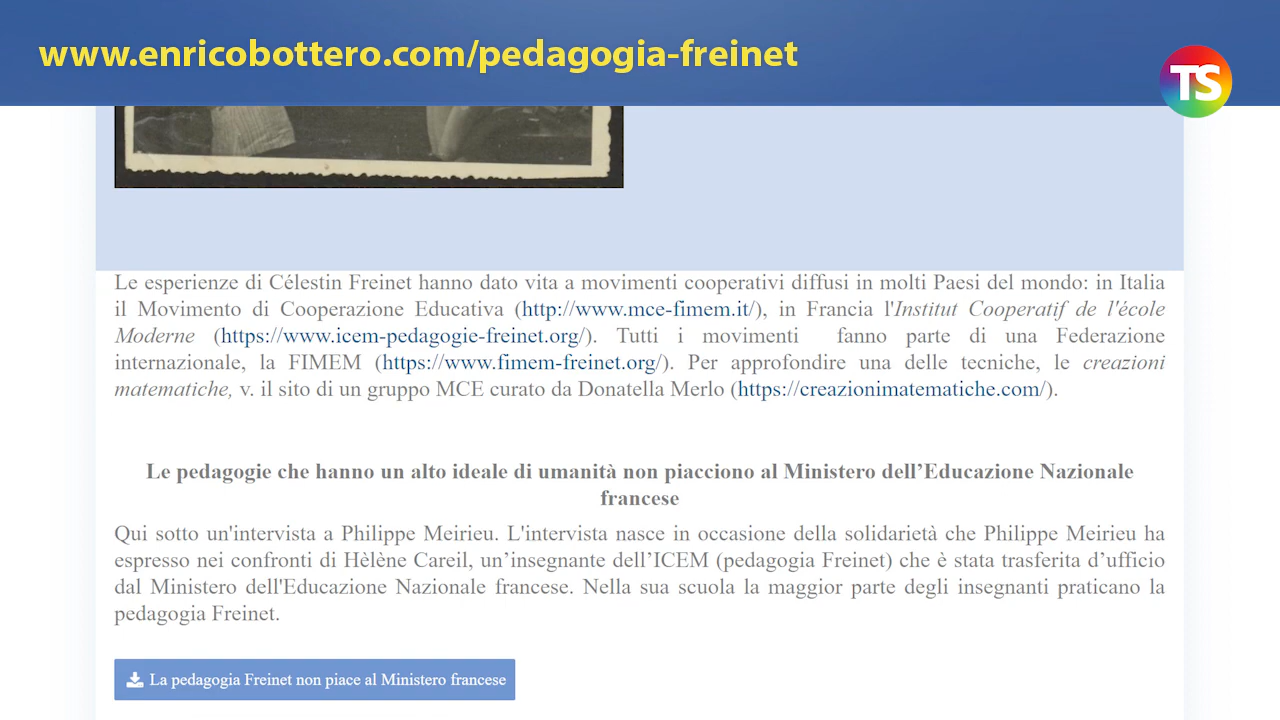 www.enricobottero.com/pedagogia-freinet
TS
Le esperienze di Célestin Freinet hanno dato vita a movimenti cooperativi diffusi in molti Paesi del mondo: in Italia
il Movimento di Cooperazione Educativa (http://www.mce-fimem.it/), in Francia l'Institut Cooperatif de l'école
Moderne (https://www.icem-pedagogie-freinet.org/). Tutti i movimenti fanno parte di una Federazione
internazionale, la FIMEM (https://www.fimem-freinet.org/). Per approfondire una delle tecniche, le creazioni
matematiche, v. il sito di un gruppo MCE curato da Donatella Merlo (https://creazionimatematiche.com/).
Le pedagogie che hanno un alto ideale di umanità non piacciono al Ministero dell’Educazione Nazionale
francese
Qui sotto un'intervista a Philippe Meirieu. L'intervista nasce in occasione della solidarietà che Philippe Meirieu ha
espresso nei confronti di Hèlène Careil, un’insegnante dell’ICEM (pedagogia Freinet) che è stata trasferita d’ufficio
dal Ministero dell'Educazione Nazionale francese. Nella sua scuola la maggior parte degli insegnanti praticano la
pedagogia Freinet.
La pedagogia Freinet non piace al Ministero francese